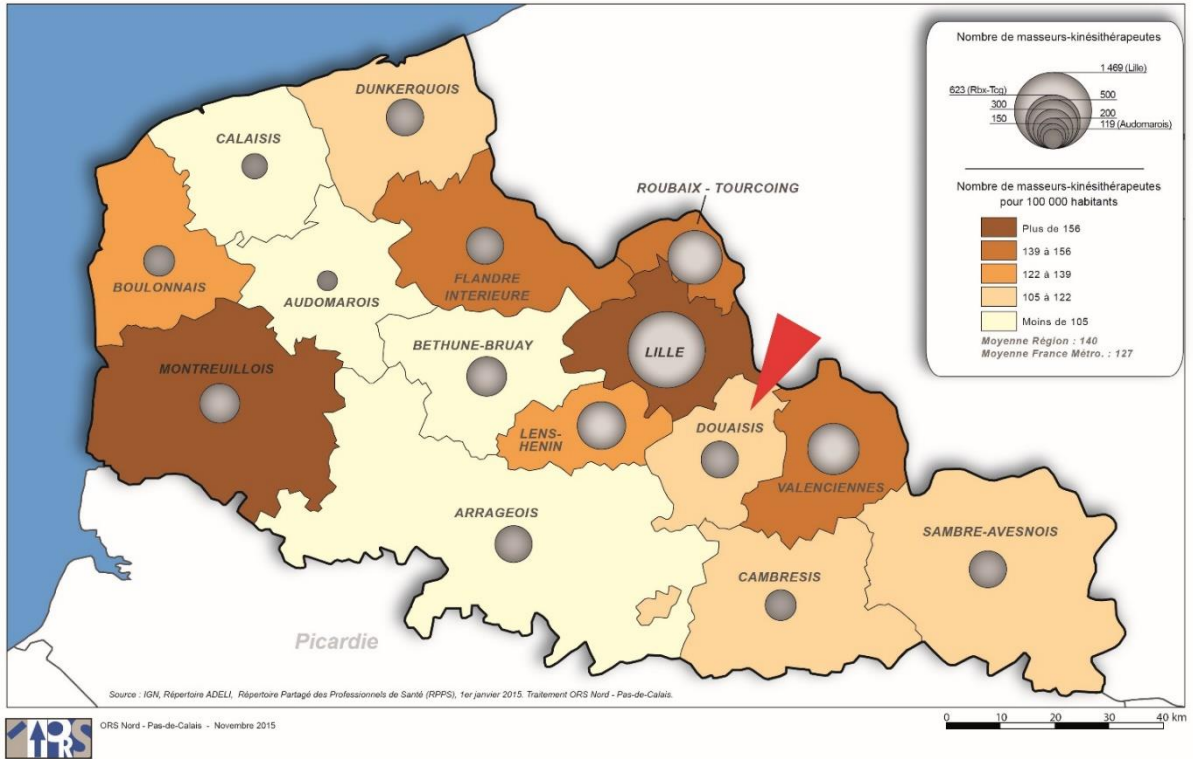 DUNKERQUOIS
CALAISIS
ROUBAIX - TOURCOING
BOULONNAIS
AUDOMAROIS
FLANDRE
INTERIEURE
BETHUNE-BRUAY
LILLE
MONTREUILLOIS
LENS-
HENIN
DOUAISIS
VALENCIENNES
ARRAGEOIS
SAMBRE-AVESNOIS
CAMBRESIS
Picardie
Nombre de masseurs-kinésithérapeutes
1 469 (Lille)
623 (Rbx-Tcg)
500
300
200
150
119 (Audomarois)
Nombre de masseurs-kinésithérapeutes
pour 100 000 habitants
Plus de 156
139 à 156
122 à 139
105 à 122
Moins de 105
Moyenne Région : 140
Moyenne France Métro. : 127
Source : IGN, Répertoire ADELI, Répertoire Partagé des Professionnels de Santé (RPPS), 1er janvier 2015. Traitement ORS Nord - Pas-de-Calais.
ORS
ORS Nord - Pas-de-Calais - Novembre 2015
0 10 20 30 40 km